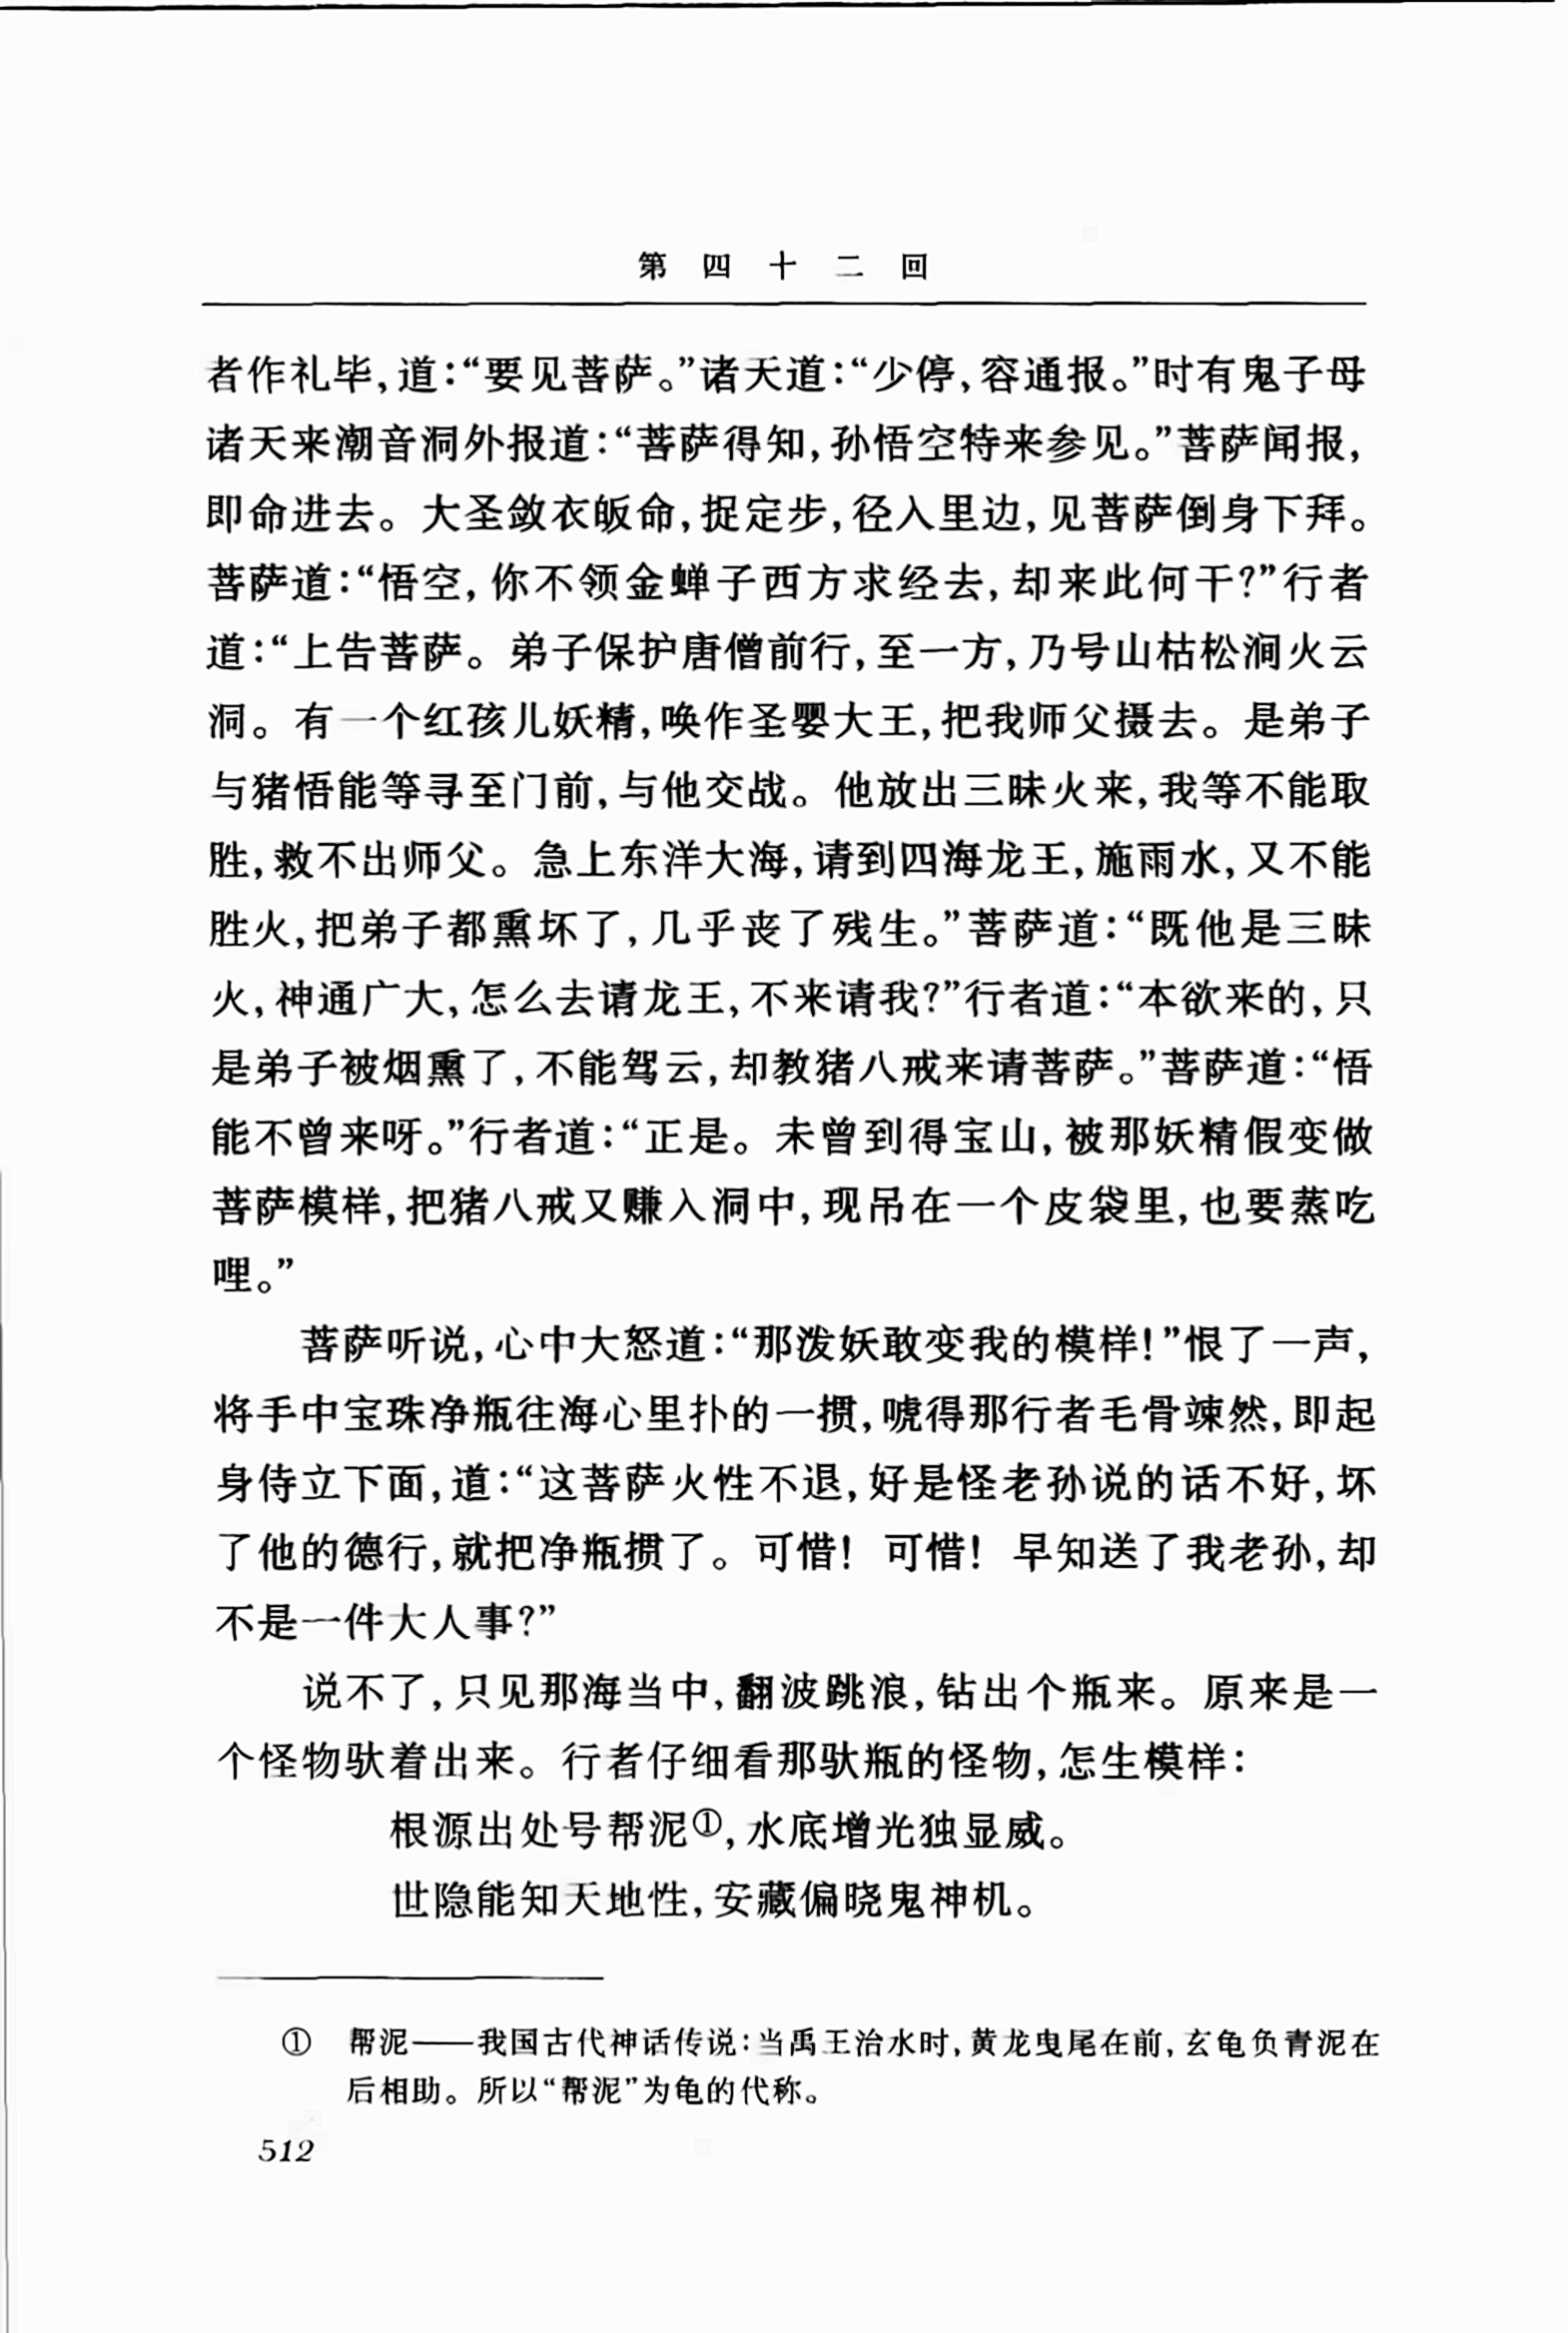 第四十二回
者作礼毕,道:“要见菩萨。”诸天道:“少停,容通报。”时有鬼子母
诸天来潮音洞外报道:“菩萨得知,孙悟空特来参见。”菩萨闻报,
即命进去。大圣敛衣皈命,捉定步,径入里边,见菩萨倒身下拜。
菩萨道:“悟空,你不领金蝉子西方求经去,却来此何干?”行者
道:“上告菩萨。弟子保护唐僧前行,至一方,乃号山枯松涧火云
洞。有一个红孩儿妖精,唤作圣婴大王,把我师父摄去。是弟子
与猪悟能等寻至门前,与他交战。他放出三昧火来,我等不能取
胜,救不出师父。急上东洋大海,请到四海龙王,施雨水,又不能
胜火,把弟子都熏坏了,几乎丧了残生。”菩萨道:“既他是三昧
火,神通广大,怎么去请龙王,不来请我?”行者道:“本欲来的,只
是弟子被烟熏了,不能驾云,却教猪八戒来请菩萨。”菩萨道:“悟
能不曾来呀。”行者道:“正是。未曾到得宝山,被那妖精假变做
菩萨模样,把猪八戒又赚入洞中,现吊在一个皮袋里,也要蒸吃
哩。”
菩萨听说,心中大怒道:“那泼妖敢变我的模样!”恨了一声,
将手中宝珠净瓶往海心里扑的一掼,唬得那行者毛骨竦然,即起
身侍立下面,道:“这菩萨火性不退,好是怪老孙说的话不好,坏
了他的德行,就把净瓶掼了。可惜!可惜!早知送了我老孙,却
不是一件大人事?”
说不了,只见那海当中,翻波跳浪,钻出个瓶来。原来是一
个怪物驮着出来。行者仔细看那驮瓶的怪物,怎生模样:
根源出处号帮泥①,水底增光独显威。
世隐能知天地性,安藏偏晓鬼神机。
① 帮泥——我国古代神话传说:当禹王治水时,黄龙曳尾在前,玄龟负青泥在
后相助。所以“帮泥”为龟的代称。
512